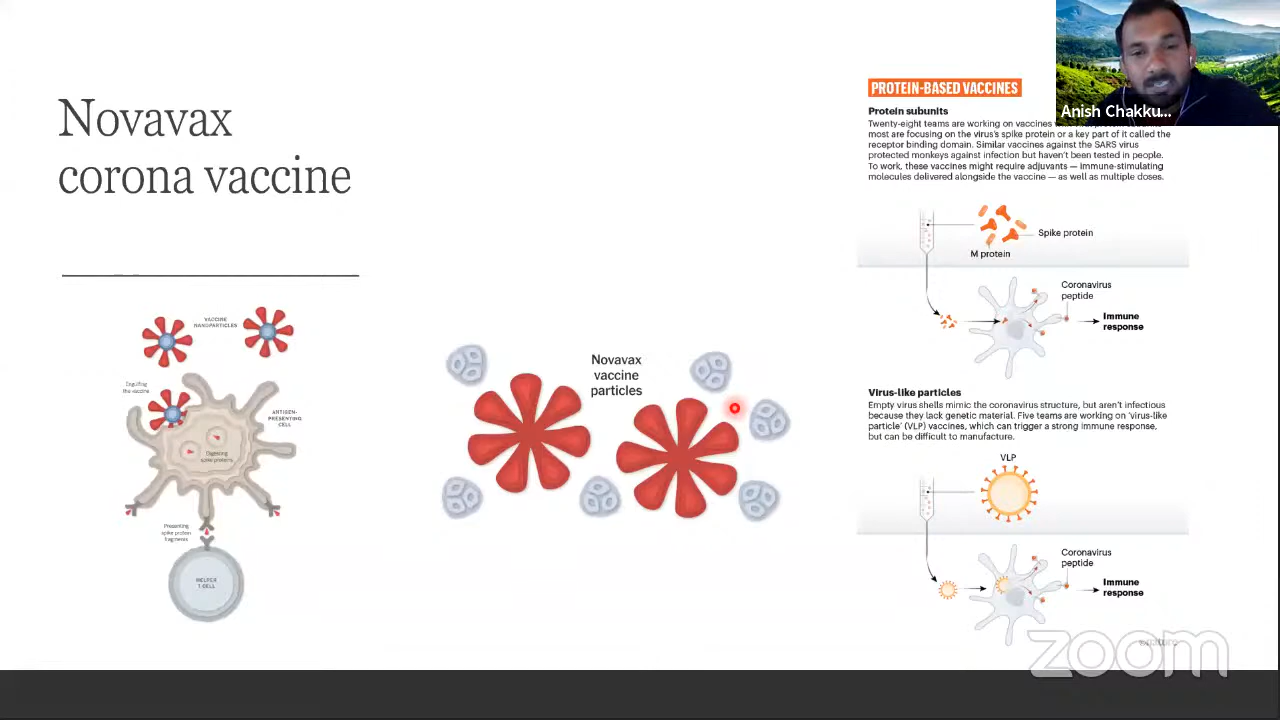 Novavax
corona vaccine
VACCINE
NANOPARTICLES
Engulfing
the vaccine
ANTIGEN-
PRESENTING
CELL
Digesting
spike proteins
Presenting
spike protein
fragments
HELPER
T-CELL
Novavax
vaccine
particles
PROTEIN-BASED VACCINES
Protein subunits
Twenty-eight teams are working on vaccines
most are focusing on the virus's spike protein or a key part of it called the
receptor binding domain. Similar vaccines against the SARS virus
protected monkeys against infection but haven't been tested in people.
To work, these vaccines might require adjuvants — immune-stimulating
molecules delivered alongside the vaccine — as well as multiple doses.
Spike protein
M protein
Coronavirus
peptide
Immune
response
Virus-like particles
Empty virus shells mimic the coronavirus structure, but aren't infectious
because they lack genetic material. Five teams are working on 'virus-like
particle' (VLP) vaccines, which can trigger a strong immune response,
but can be difficult to manufacture.
VLP
Coronavirus
peptide
Immune
response
Anish Chakku...
zoom